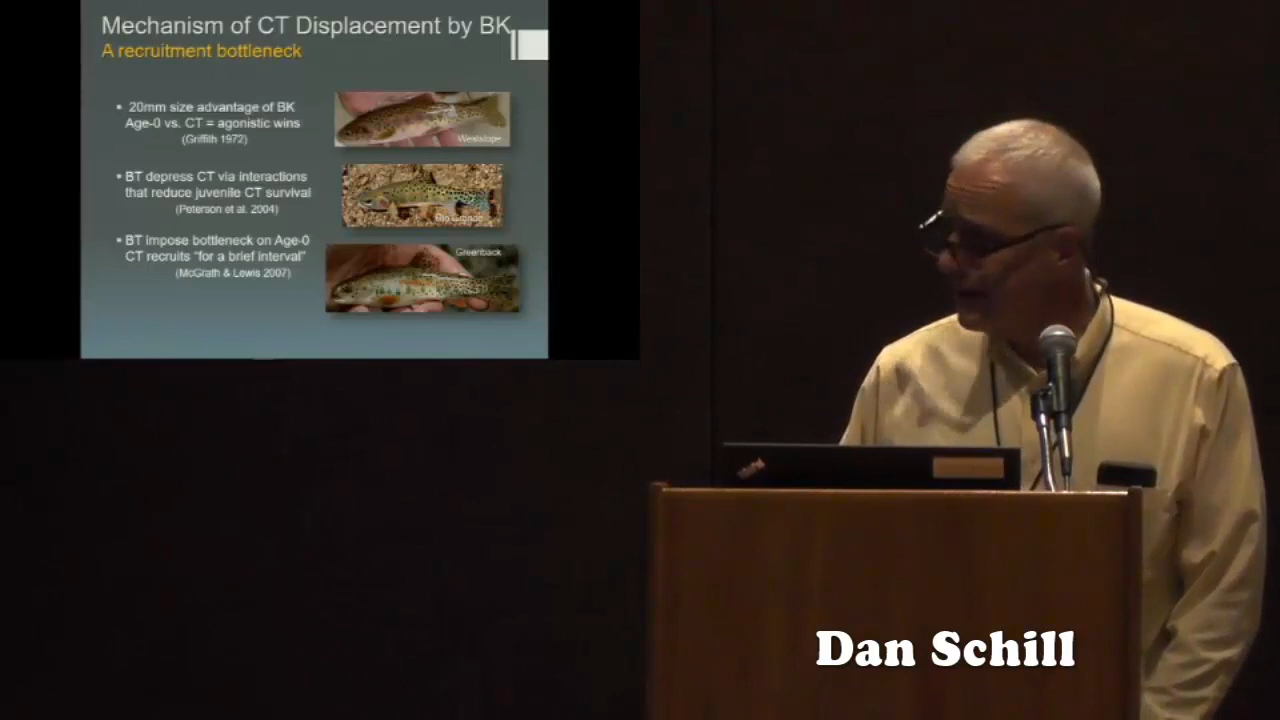 Mechanism of CT Displacement by BK
A recruitment bottleneck
▪ 20mm size advantage of BK
Age-0 vs. CT = agonistic wins
(Griffith 1972)
Westslope
▪ BT depress CT via interactions
that reduce juvenile CT survival
(Peterson et al. 2004)
Rio Grande
▪ BT impose bottleneck on Age-0
CT recruits "for a brief interval"
(McGrath & Lewis 2007)
Greenback
Dan Schill